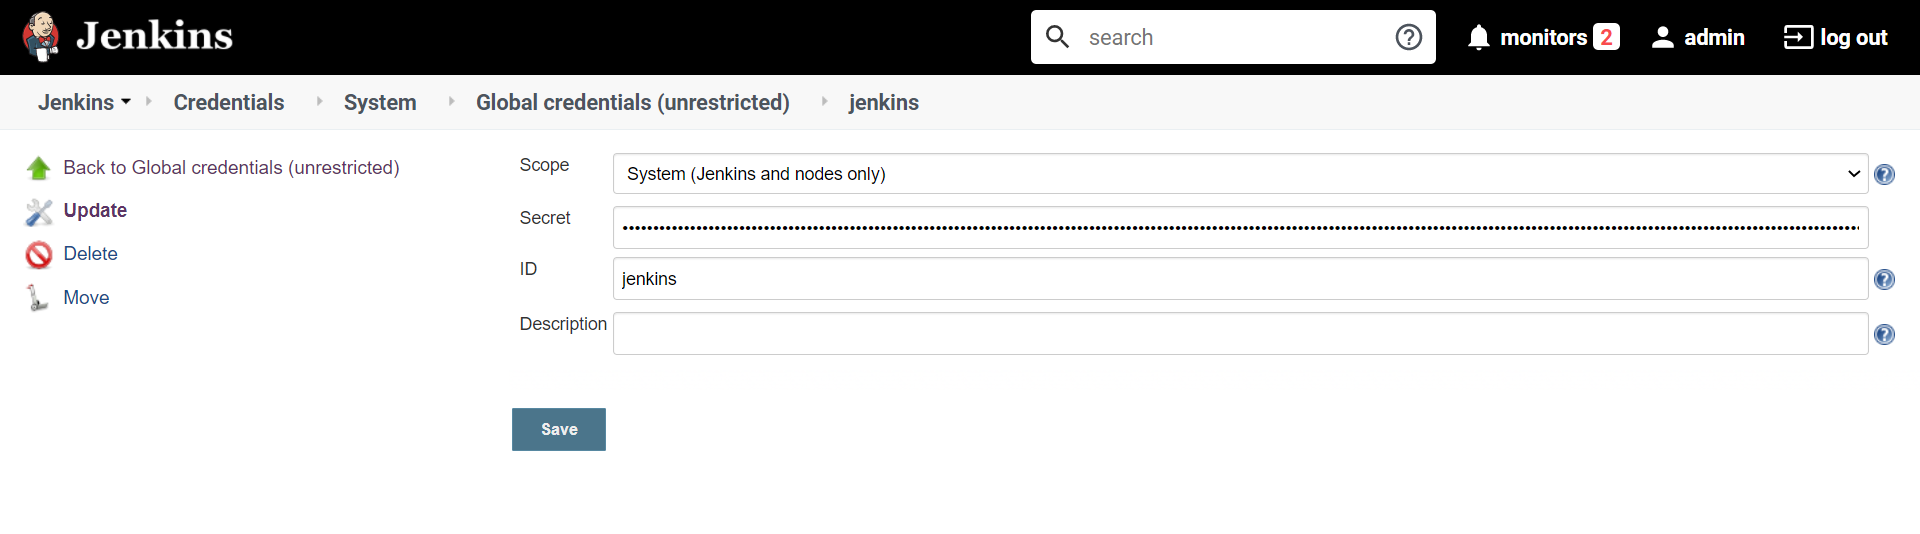 Jenkins
search
monitors 2
admin
log out
Jenkins
Credentials
System
Global credentials (unrestricted)
jenkins
Back to Global credentials (unrestricted)
Update
Delete
Move
Scope
System (Jenkins and nodes only)
Secret
ID
jenkins
Description
Save